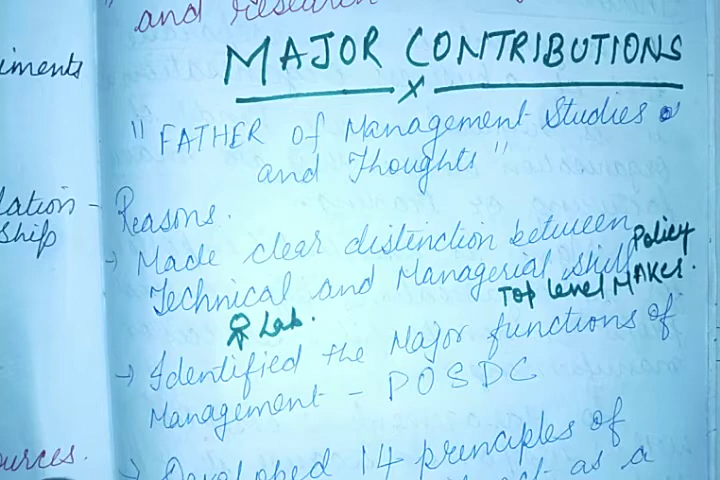 and research
MAJOR CONTRIBUTIONS
x
"FATHER of Management Studies
and Thoughts"
iments
lation -
ship
Reasons.
→ Made clear distinction between
Technical and Managerial skill Policy
Top level MAKER.
R Lab.
→ Identified the Major functions of
Management - POSDC
urces.
→ Developed 14 principles of
as a